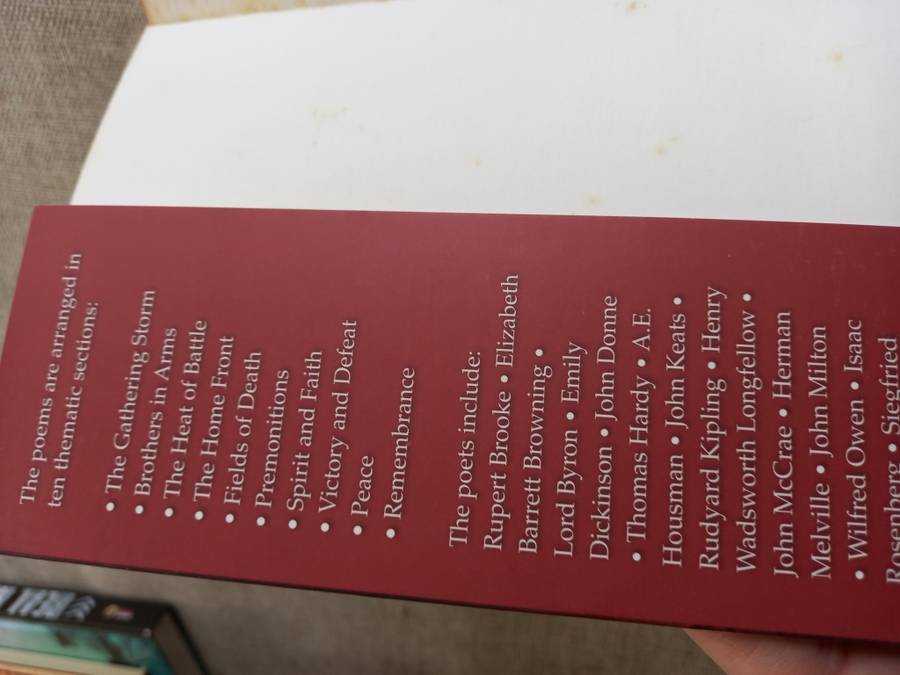 The poems are arranged in
ten thematic sections:
• The Gathering Storm
• Brothers in Arms
• The Heat of Battle
• The Home Front
• Fields of Death
• Premonitions
• Spirit and Faith
• Victory and Defeat
• Peace
• Remembrance
The poets include:
Rupert Brooke • Elizabeth
Barrett Browning •
Lord Byron • Emily
Dickinson • John Donne
• Thomas Hardy • A.E.
Housman • John Keats •
Rudyard Kipling • Henry
Wadsworth Longfellow •
John McCrae • Herman
Melville • John Milton
• Wilfred Owen • Isaac
Rosenberg • Siegfried